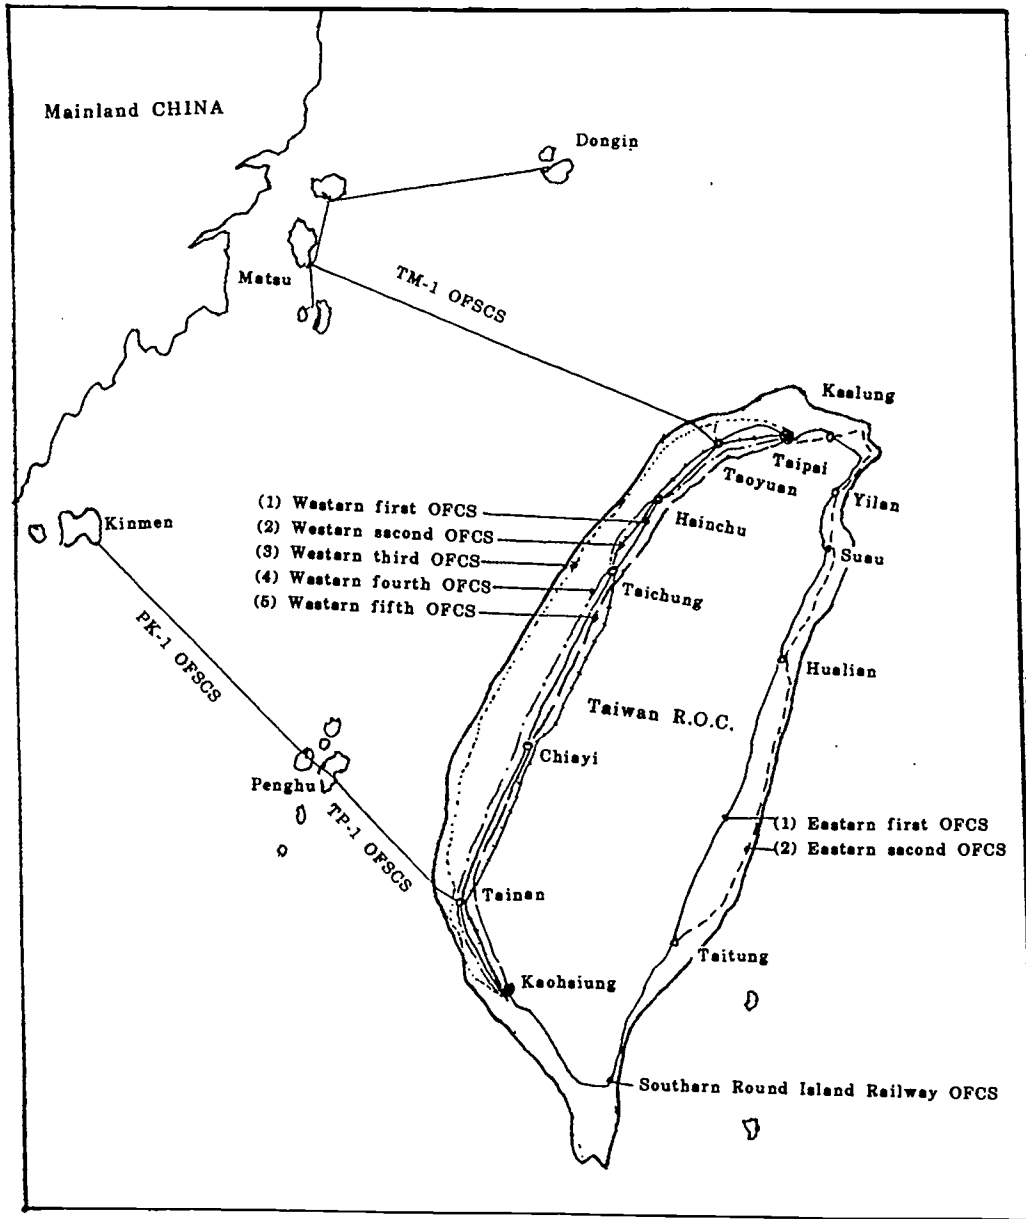 Mainland CHINA
Dongin
Matsu
TM-1 OFSCS
Keelung
Taipei
Taoyuan
Yilan
Hsinchu
Suau
(1) Western first OFCS
(2) Western second OFCS
(3) Western third OFCS
(4) Western fourth OFCS
(5) Western fifth OFCS
Kinmen
Taichung
PK-1 OFSCS
Hualien
Taiwan R.O.C.
Chiayi
Penghu
TP-1 OFSCS
(1) Eastern first OFCS
(2) Eastern second OFCS
Tainan
Taitung
Kaohsiung
Southern Round Island Railway OFCS